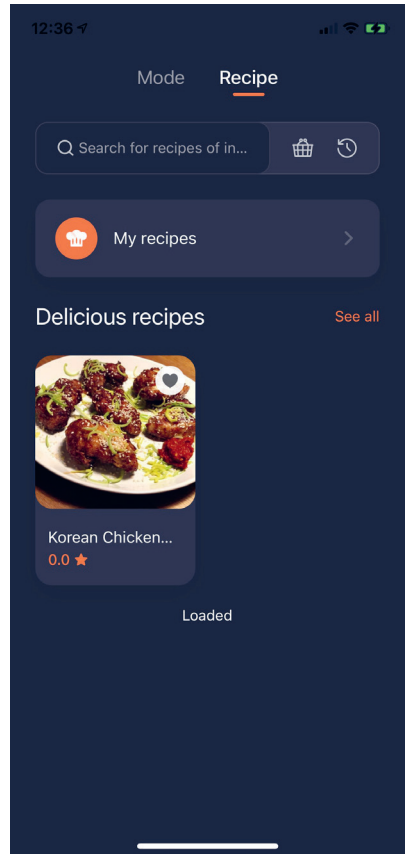 12:36
Mode Recipe
Search for recipes of in...
My recipes
Delicious recipes See all
Korean Chicken...
0.0
Loaded